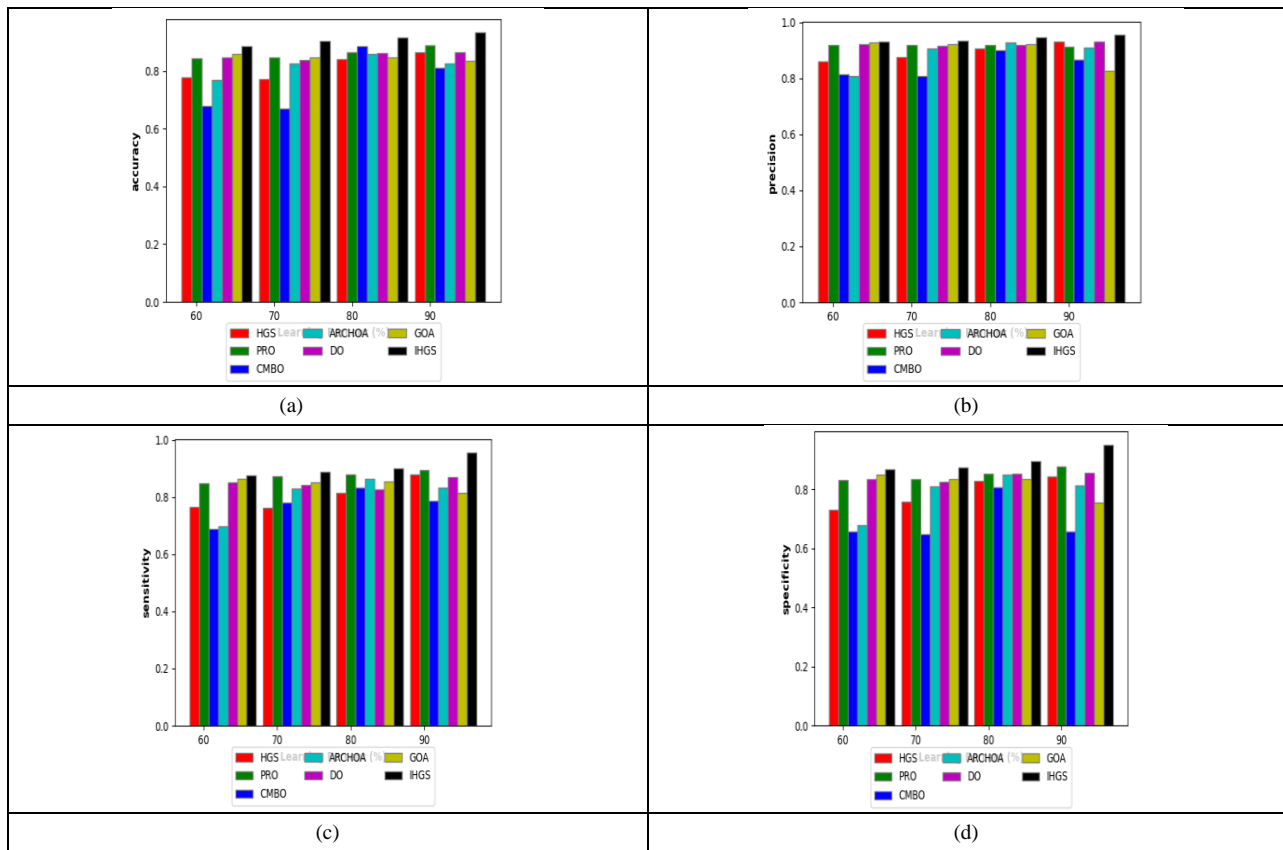 accuracy
0.8
0.6
0.4
0.2
0.0
60 70 80 90
(%)
HGS ARCHOA GOA
PRO DO IHGS
CMBO
(a)
precision
1.0
0.8
0.6
0.4
0.2
0.0
60 70 80 90
(%)
HGS ARCHOA GOA
PRO DO IHGS
CMBO
(b)
sensitivity
1.0
0.8
0.6
0.4
0.2
0.0
60 70 80 90
(%)
HGS ARCHOA GOA
PRO DO IHGS
CMBO
(c)
specificity
0.8
0.6
0.4
0.2
0.0
60 70 80 90
(%)
HGS ARCHOA GOA
PRO DO IHGS
CMBO
(d)